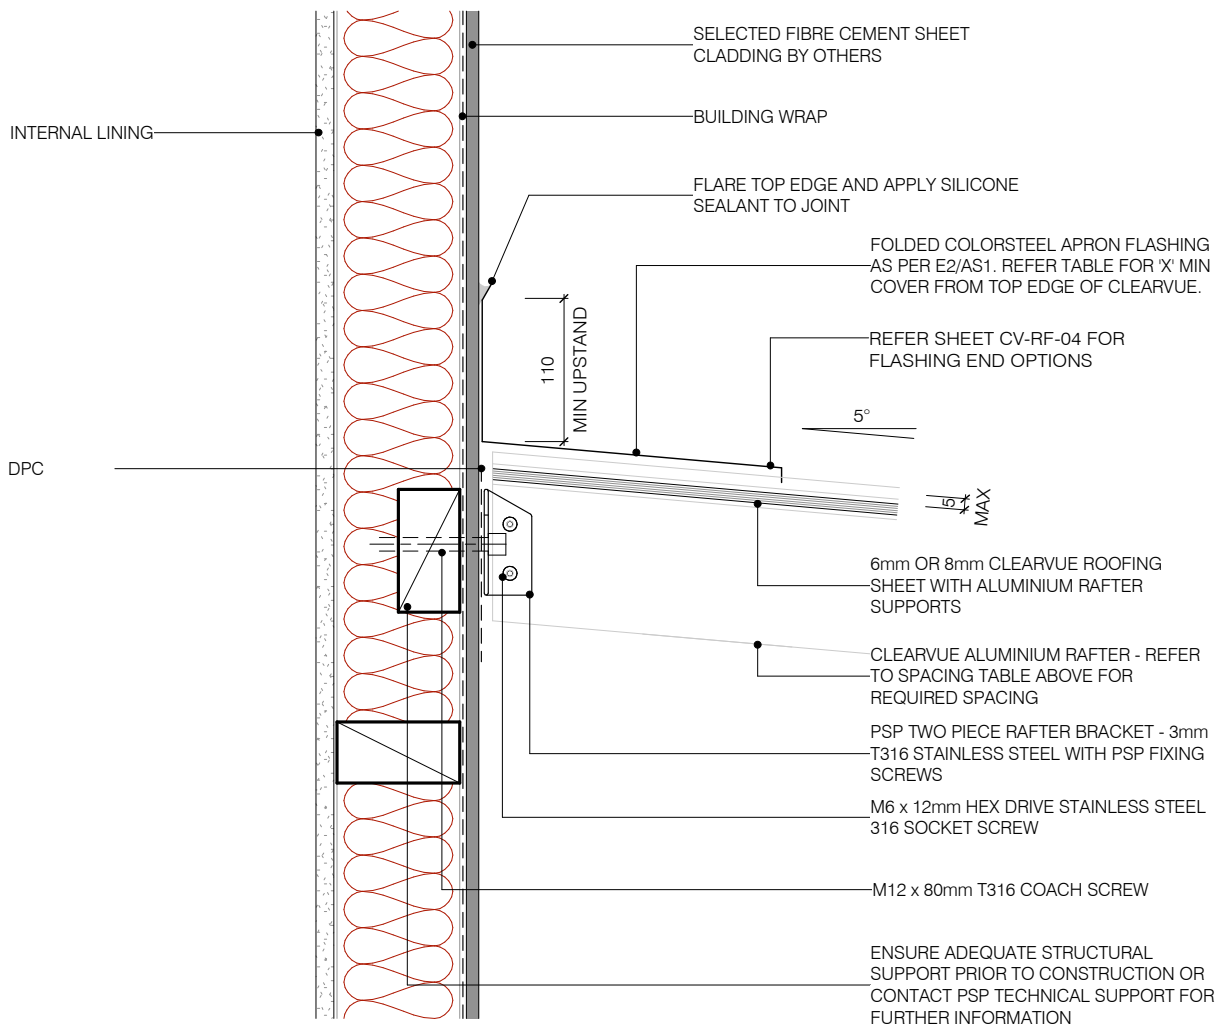 SELECTED FIBRE CEMENT SHEET
CLADDING BY OTHERS
BUILDING WRAP
INTERNAL LINING
FLARE TOP EDGE AND APPLY SILICONE
SEALANT TO JOINT
FOLDED COLORSTEEL APRON FLASHING
AS PER E2/AS1. REFER TABLE FOR 'X' MIN
COVER FROM TOP EDGE OF CLEARVUE.
REFER SHEET CV-RF-04 FOR
FLASHING END OPTIONS
110
MIN UPSTAND
5°
DPC
5
MAX
6mm OR 8mm CLEARVUE ROOFING
SHEET WITH ALUMINIUM RAFTER
SUPPORTS
CLEARVUE ALUMINIUM RAFTER - REFER
TO SPACING TABLE ABOVE FOR
REQUIRED SPACING
PSP TWO PIECE RAFTER BRACKET - 3mm
T316 STAINLESS STEEL WITH PSP FIXING
SCREWS
M6 x 12mm HEX DRIVE STAINLESS STEEL
316 SOCKET SCREW
M12 x 80mm T316 COACH SCREW
ENSURE ADEQUATE STRUCTURAL
SUPPORT PRIOR TO CONSTRUCTION OR
CONTACT PSP TECHNICAL SUPPORT FOR
FURTHER INFORMATION